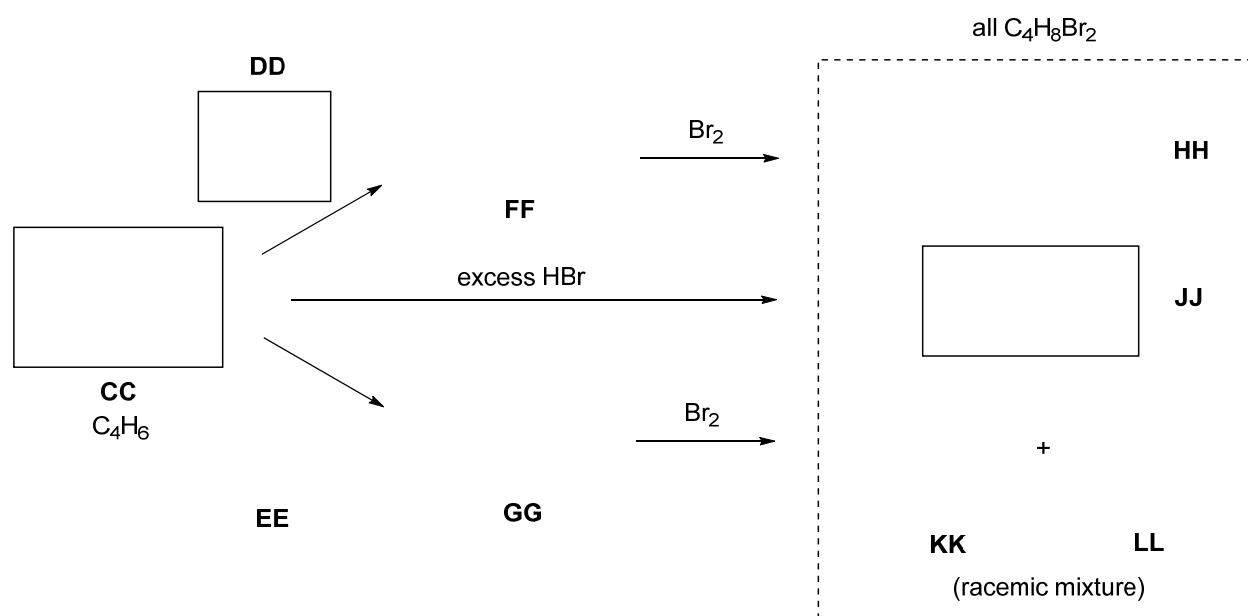 all C₄H₈Br₂
DD
Br₂
HH
FF
excess HBr
JJ
CC
C₄H₆
Br₂
+
EE
GG
KK
LL
(racemic mixture)